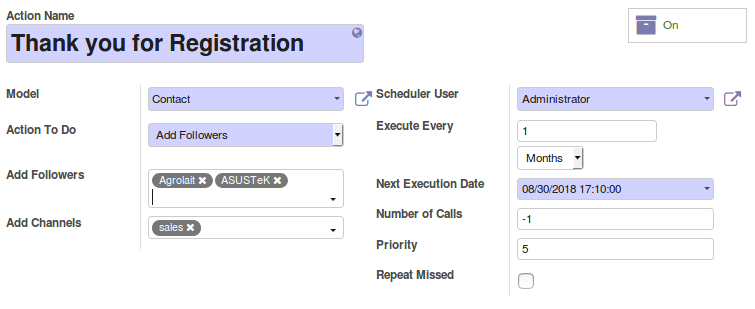 Action Name
Thank you for Registration
On
Model
Contact
Action To Do
Add Followers
Add Followers
Agrolait ✖ ASUSTeK ✖
Add Channels
sales ✖
Scheduler User
Administrator
Execute Every
1
Months
Next Execution Date
08/30/2018 17:10:00
Number of Calls
-1
Priority
5
Repeat Missed